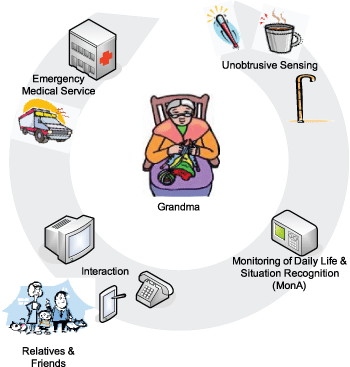 Emergency
Medical Service
Unobtrusive Sensing
Grandma
Monitoring of Daily Life &
Situation Recognition
(MonA)
Interaction
Relatives &
Friends